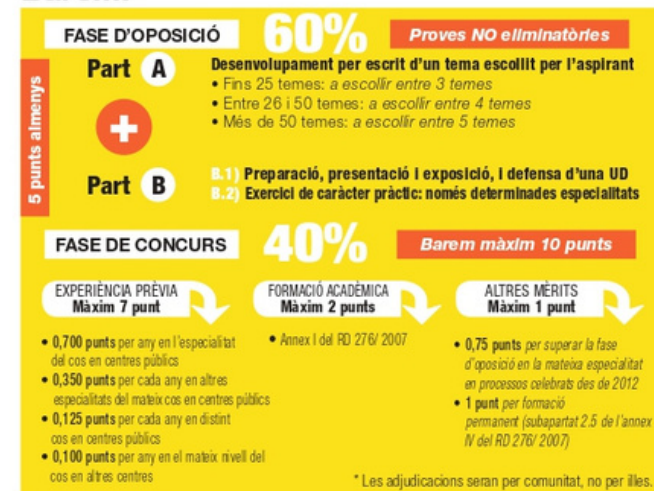 FASE D'OPOSICIÓ
60%
Proves NO eliminatòries
5 punts almenys
Part A
+
Part B
Desenvolupament per escrit d'un tema escollit per l'aspirant
• Fins 25 temes: a escollir entre 3 temes
• Entre 26 i 50 temes: a escollir entre 4 temes
• Més de 50 temes: a escollir entre 5 temes
B.1) Preparació, presentació i exposició, i defensa d'una UD
B.2) Exercici de caràcter pràctic: només determinades especialitats
FASE DE CONCURS
40%
Barem màxim 10 punts
EXPERIÈNCIA PRÈVIA
Màxim 7 punt
• 0,700 punts per any en l'especialitat
del cos en centres públics
• 0,350 punts per cada any en altres
especialitats del mateix cos en centres públics
• 0,125 punts per cada any en distint
cos en centres públics
• 0,100 punts per any en el mateix nivell del
cos en altres centres
FORMACIÓ ACADÈMICA
Màxim 2 punts
• Annex I del RD 276/ 2007
ALTRES MÈRITS
Màxim 1 punt
• 0,75 punts per superar la fase
d'oposició en la mateixa especialitat
en processos celebrats des de 2012
• 1 punt per formació
permanent (subapartat 2.5 de l'annex
IV del RD 276/ 2007)
* Les adjudicacions seran per comunitat, no per illes.